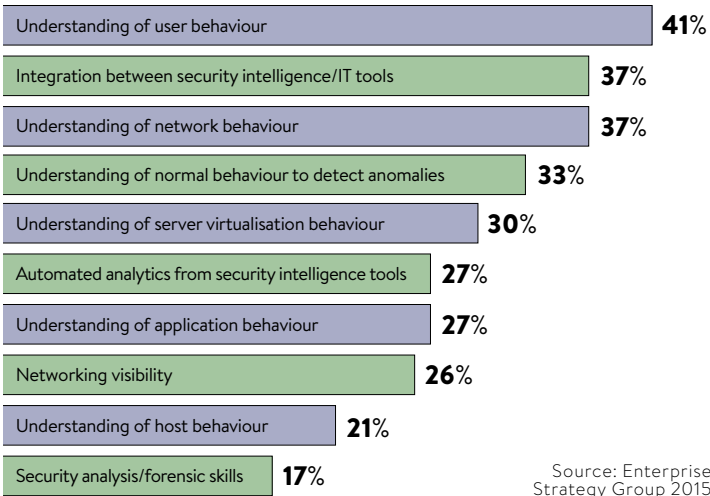 Understanding of user behaviour 41%
Integration between security intelligence/IT tools 37%
Understanding of network behaviour 37%
Understanding of normal behaviour to detect anomalies 33%
Understanding of server virtualisation behaviour 30%
Automated analytics from security intelligence tools 27%
Understanding of application behaviour 27%
Networking visibility 26%
Understanding of host behaviour 21%
Security analysis/forensic skills 17%
Source: Enterprise
Strategy Group 2015